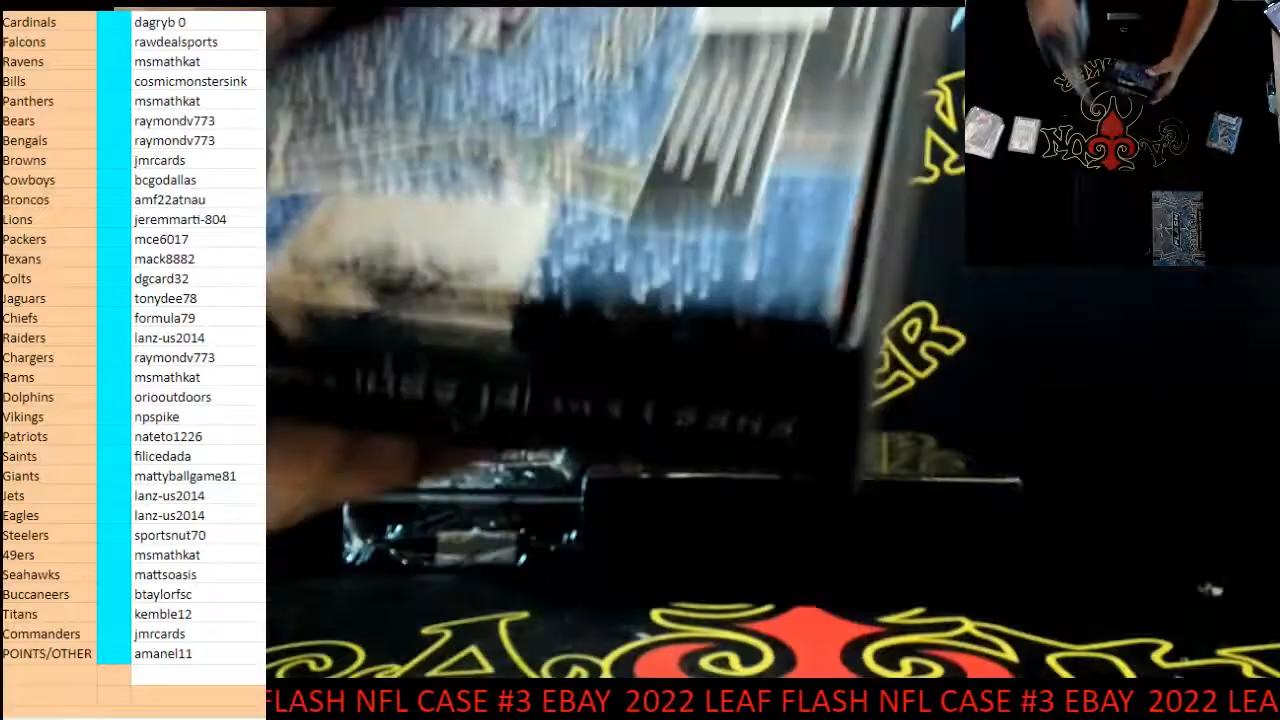 Cardinals dagryb 0
Falcons rawdealsports
Ravens msmathkat
Bills cosmicmonstersink
Panthers msmathkat
Bears raymondv773
Bengals raymondv773
Browns jmrcards
Cowboys bcgodallas
Broncos amf22atnau
Lions jeremmarti-804
Packers mce6017
Texans mack8882
Colts dgcard32
Jaguars tonydee78
Chiefs formula79
Raiders lanz-us2014
Chargers raymondv773
Rams msmathkat
Dolphins oriooutdoors
Vikings npspike
Patriots nateto1226
Saints filicedada
Giants mattyballgame81
Jets lanz-us2014
Eagles lanz-us2014
Steelers sportsnut70
49ers msmathkat
Seahawks mattsoasis
Buccaneers btaylorfsc
Titans kemble12
Commanders jmrcards
POINTS/OTHER amanel11
FLASH
FLASH NFL CASE #3 EBAY 2022 LEAF FLASH NFL CASE #3 EBAY 2022 LEA